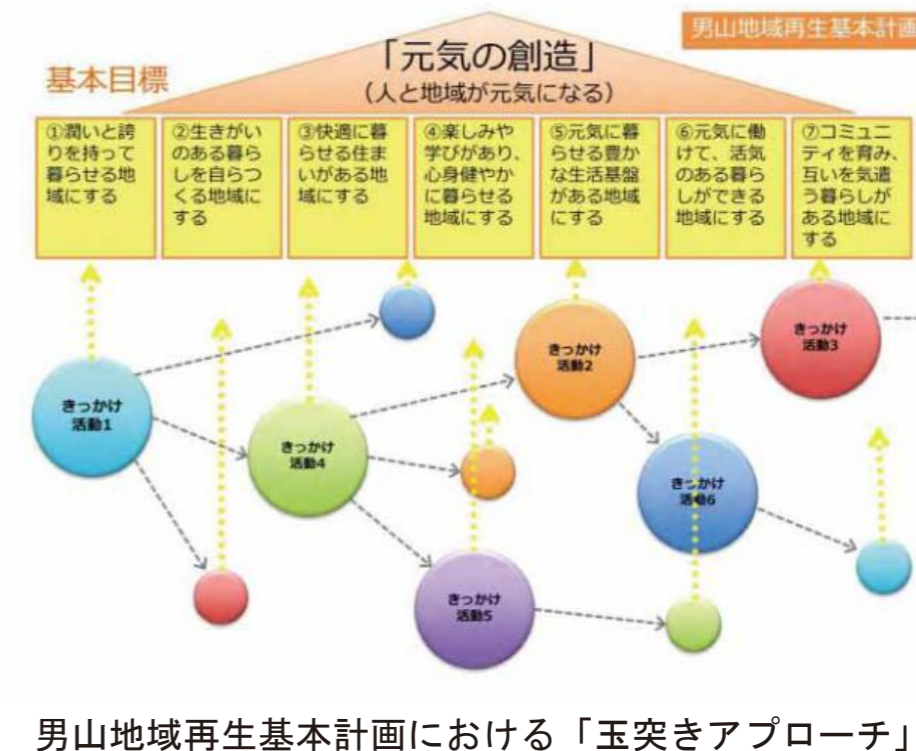 男山地域再生基本計画
「元気の創造」
(人と地域が元気になる)
基本目標
①潤いと誇
りを持って
暮らせる地
域にする
②生きがい
のある暮ら
しを自らつ
くる地域に
する
③快適に暮
らせる住ま
いがある地
域にする
④楽しみや
学びがあり、
心身健やか
に暮らせる
地域にする
⑤元気に暮
らせる豊か
な生活基盤
がある地域
にする
⑥元気に働
けて、活気
のある暮ら
しができる
地域にする
⑦コミュニ
ティを育み、
互いを気遣
う暮らしが
ある地域に
する
きっかけ
活動1
きっかけ
活動4
きっかけ
活動2
きっかけ
活動3
きっかけ
活動6
きっかけ
活動5
男山地域再生基本計画における「玉突きアプローチ」